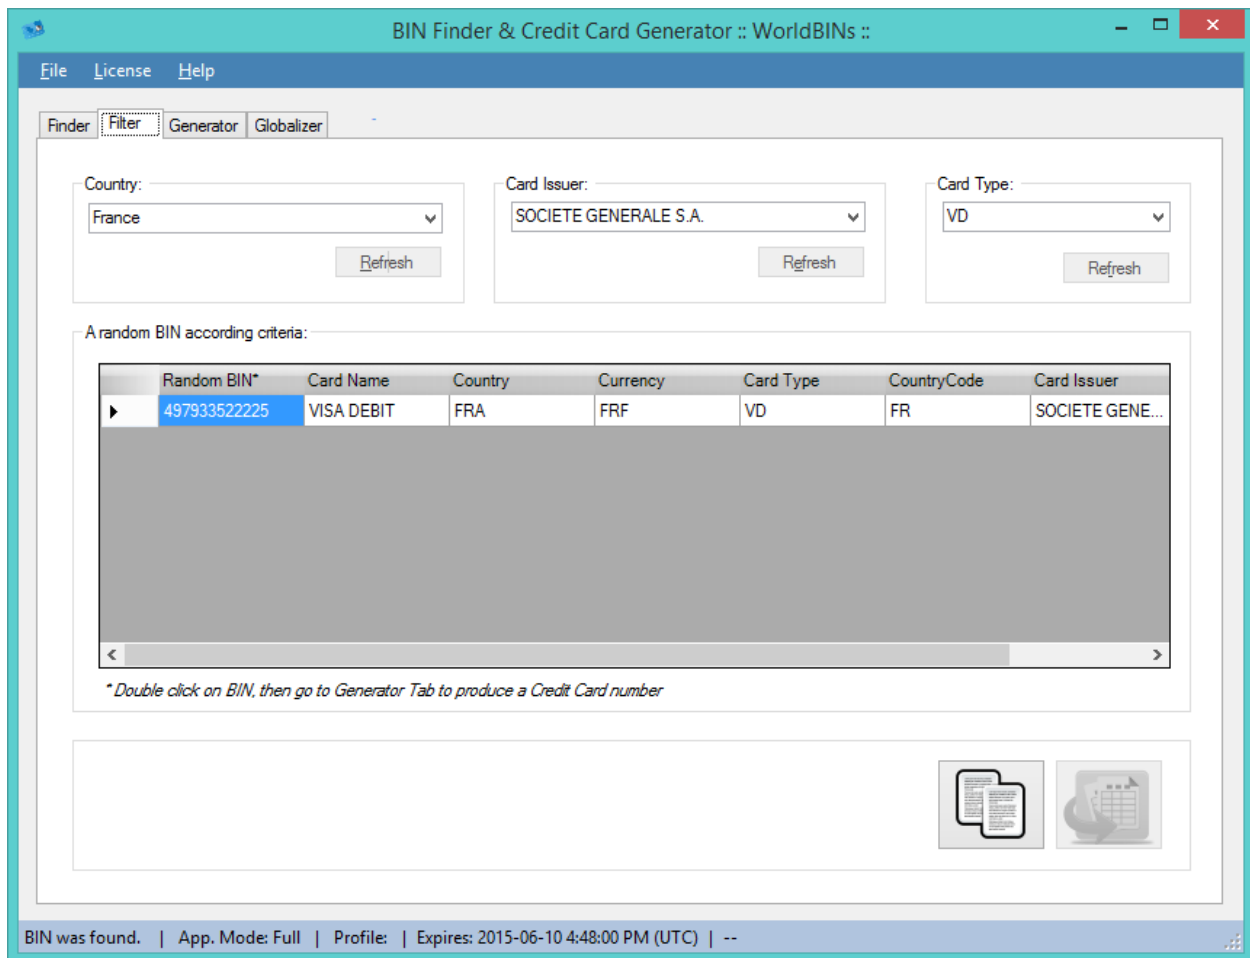 BIN Finder & Credit Card Generator :: WorldBINs ::
File License Help
Finder Filter Generator Globalizer
Country: Card Issuer: Card Type:
France SOCIETE GENERALE S.A. VD
Refresh Refresh Refresh
A random BIN according criteria:
Random BIN* Card Name Country Currency Card Type CountryCode Card Issuer
497933522225 VISA DEBIT FRA FRF VD FR SOCIETE GENE...
* Double click on BIN, then go to Generator Tab to produce a Credit Card number
BIN was found. | App. Mode: Full | Profile: | Expires: 2015-06-10 4:48:00 PM (UTC) | --